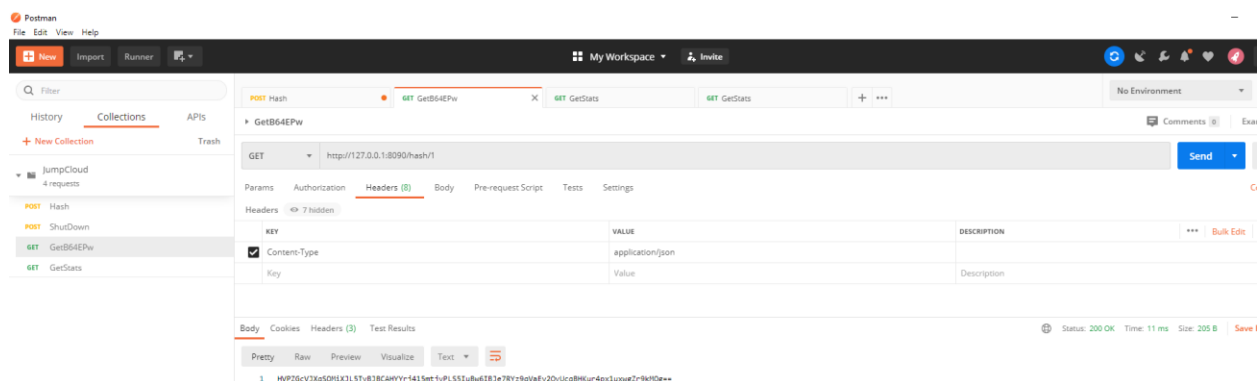 Postman
File Edit View Help
New Import Runner My Workspace Invite
Filter
History Collections APIs
+ New Collection Trash
JumpCloud
4 requests
POST Hash
POST ShutDown
GET GetB64EPw
GET GetStats
POST Hash GET GetB64EPw GET GetStats GET GetStats No Environment
GetB64EPw Comments 0
GET http://127.0.0.1:8090/hash/1 Send
Params Authorization Headers (8) Body Pre-request Script Tests Settings
Headers 7 hidden
KEY VALUE DESCRIPTION Bulk Edit
Content-Type application/json
Key Value Description
Body Cookies Headers (3) Test Results Status: 200 OK Time: 11 ms Size: 205 B Save
Pretty Raw Preview Visualize Text
1